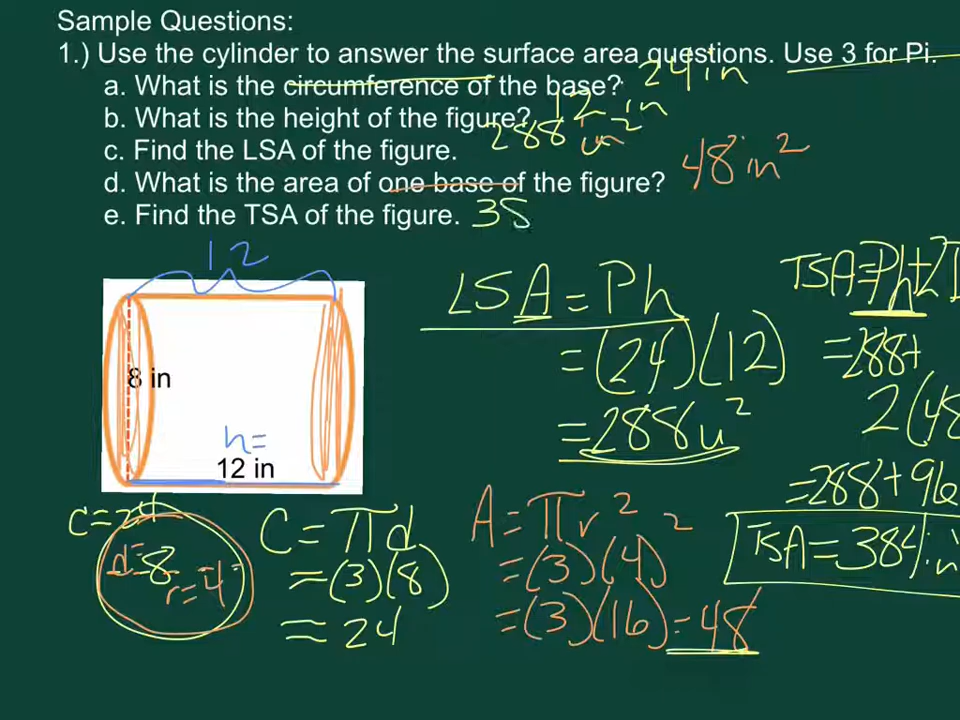 Sample Questions:
1.) Use the cylinder to answer the surface area questions. Use 3 for Pi.
a. What is the circumference of the base? 24 in
b. What is the height of the figure? 12 in
c. Find the LSA of the figure. 288 in²
d. What is the area of one base of the figure? 48 in²
e. Find the TSA of the figure. 38
12
8 in
h=
12 in
LSA = Ph
= (24)(12)
= 288u²
TSA = Ph + 2
= 288 +
2(48
= 288 + 96
TSA = 384 in
C = 24
d = 8
r = 4
C = πd
= (3)(8)
= 24
A = πr²
= (3)(4)²
= (3)(16) = 48